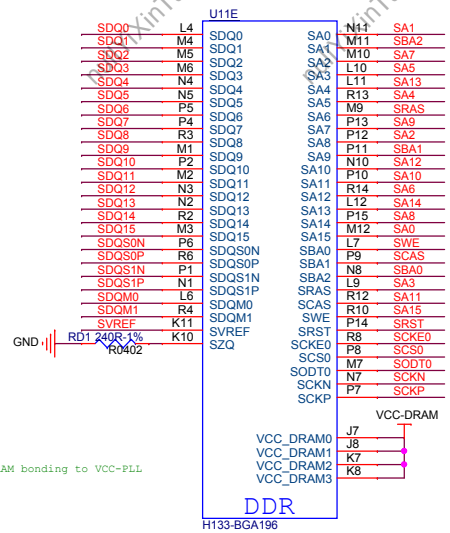 U11E
SDQ0 L4 SDQ0 SA0 N11 SA1
SDQ1 M4 SDQ1 SA1 M11 SBA2
SDQ2 M5 SDQ2 SA2 M10 SA7
SDQ3 M6 SDQ3 SA3 L10 SA5
SDQ4 N4 SDQ4 SA4 L11 SA13
SDQ5 N5 SDQ5 SA5 R13 SA4
SDQ6 P5 SDQ6 SA6 M9 SRAS
SDQ7 P4 SDQ7 SA7 P13 SA9
SDQ8 R3 SDQ8 SA8 P12 SA2
SDQ9 M1 SDQ9 SA9 P11 SBA1
SDQ10 P2 SDQ10 SA10 N10 SA12
SDQ11 M2 SDQ11 SA11 P10 SA10
SDQ12 N3 SDQ12 SA12 R14 SA6
SDQ13 N2 SDQ13 SA13 L12 SA14
SDQ14 R2 SDQ14 SA14 P15 SA8
SDQ15 M3 SDQ15 SA15 M12 SA0
SDQS0N P6 SDQS0N SBA0 L7 SWE
SDQS0P R6 SDQS0P SBA1 P9 SCAS
SDQS1N P1 SDQS1N SBA2 N8 SBA0
SDQS1P N1 SDQS1P SRAS L9 SA3
SDQM0 L6 SDQM0 SCAS R12 SA11
SDQM1 R4 SDQM1 SWE R10 SA15
SVREF K11 SVREF SRST P14 SRST
GND RD1 240R-1% K10 SZQ SCKE0 R8 SCKE0
R0402 SCS0 P8 SCS0
SODT0 M7 SODT0
SCKN N7 SCKN
SCKP P7 SCKP
VCC-DRAM
VCC_DRAM0 J7
VCC_DRAM1 J8
VCC_DRAM2 K7
VCC_DRAM3 K8
AM bonding to VCC-PLL
DDR
H133-BGA196